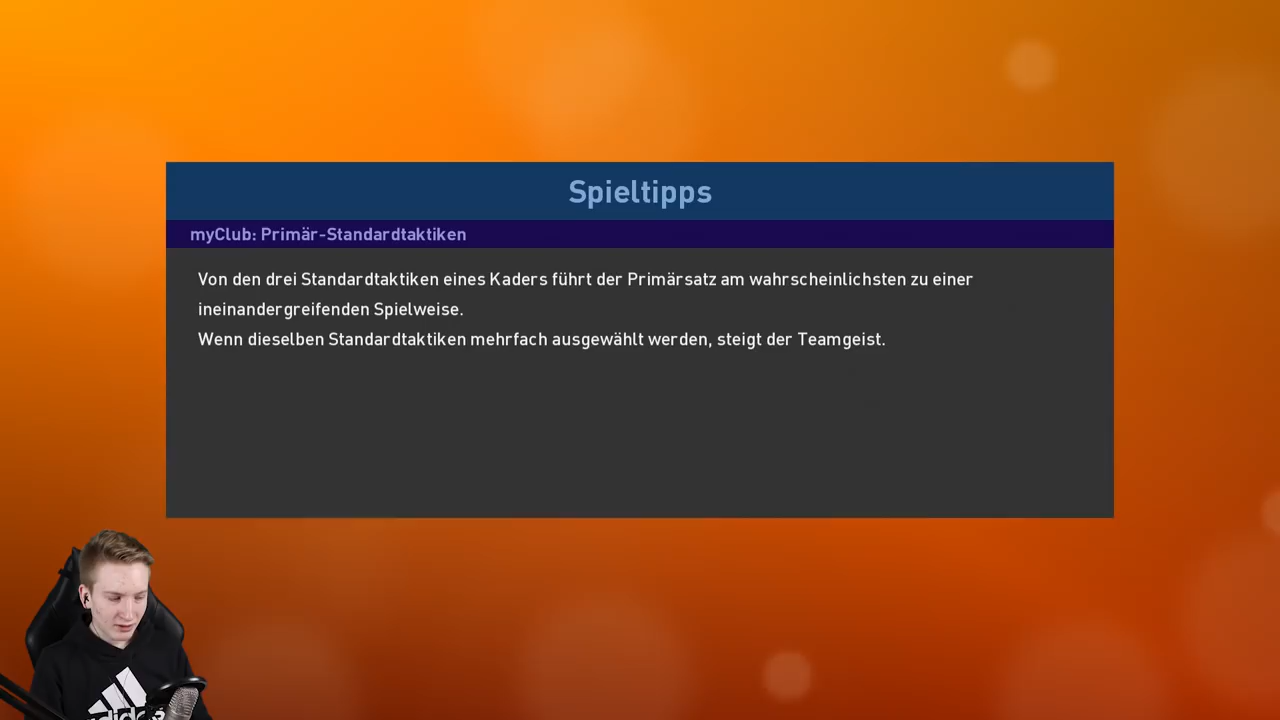 Spieltipps
myClub: Primär-Standardtaktiken
Von den drei Standardtaktiken eines Kaders führt der Primärsatz am wahrscheinlichsten zu einer
ineinandergreifenden Spielweise.
Wenn dieselben Standardtaktiken mehrfach ausgewählt werden, steigt der Teamgeist.
adidas